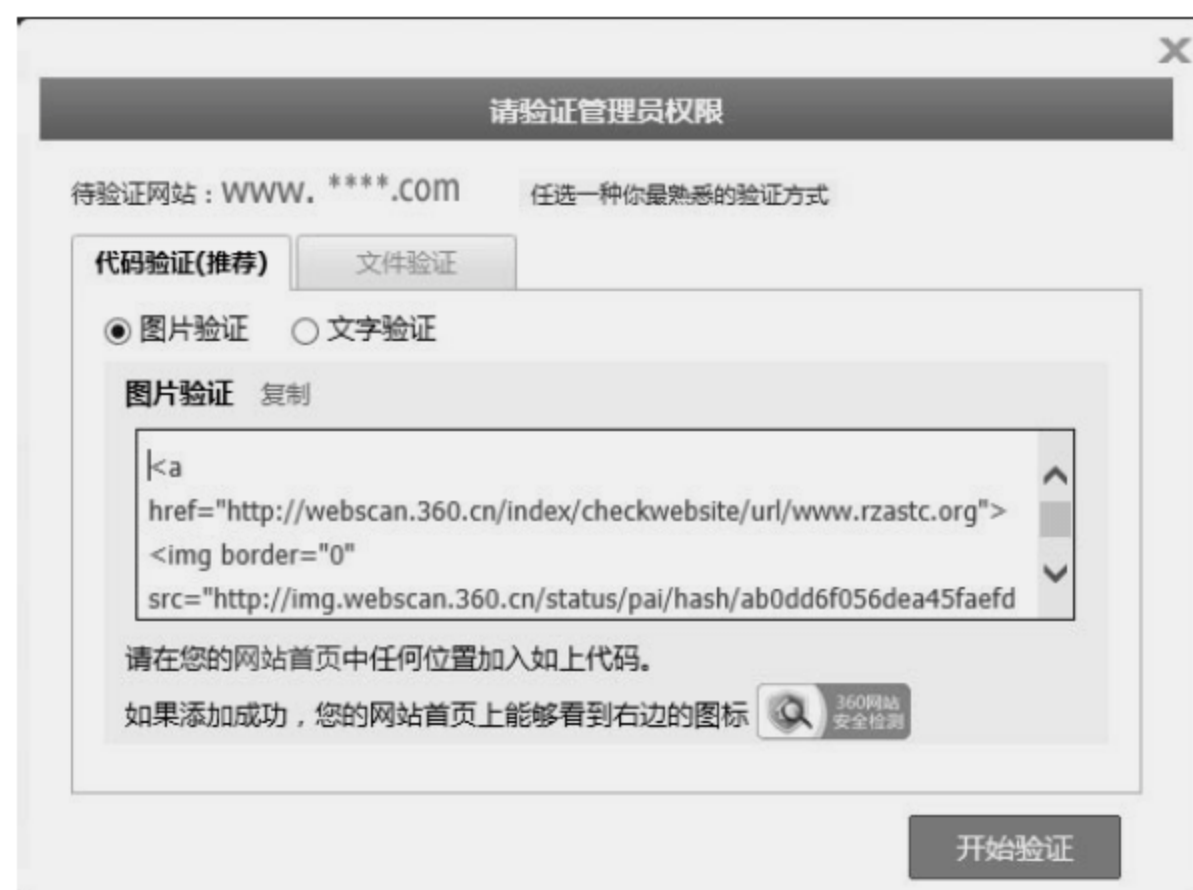 X
请验证管理员权限
待验证网站：www. ****.com 任选一种你最熟悉的验证方式
代码验证(推荐) 文件验证
图片验证 文字验证
图片验证 复制
<a
href="http://webscan.360.cn/index/checkwebsite/url/www.rzastc.org">
<img border="0"
src="http://img.webscan.360.cn/status/pai/hash/ab0dd6f056dea45faefd
请在您的网站首页中任何位置加入如上代码。
如果添加成功，您的网站首页上能够看到右边的图标 360网站
安全检测
开始验证